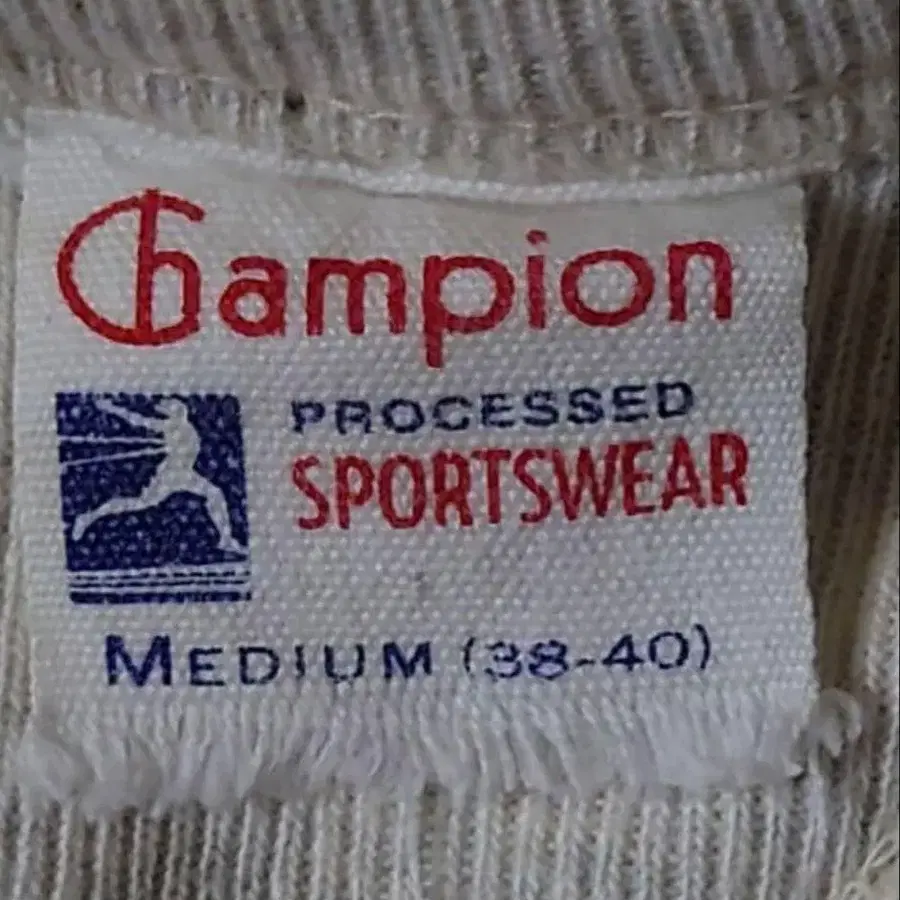 Champion
PROCESSED
SPORTSWEAR
MEDIUM (38-40)